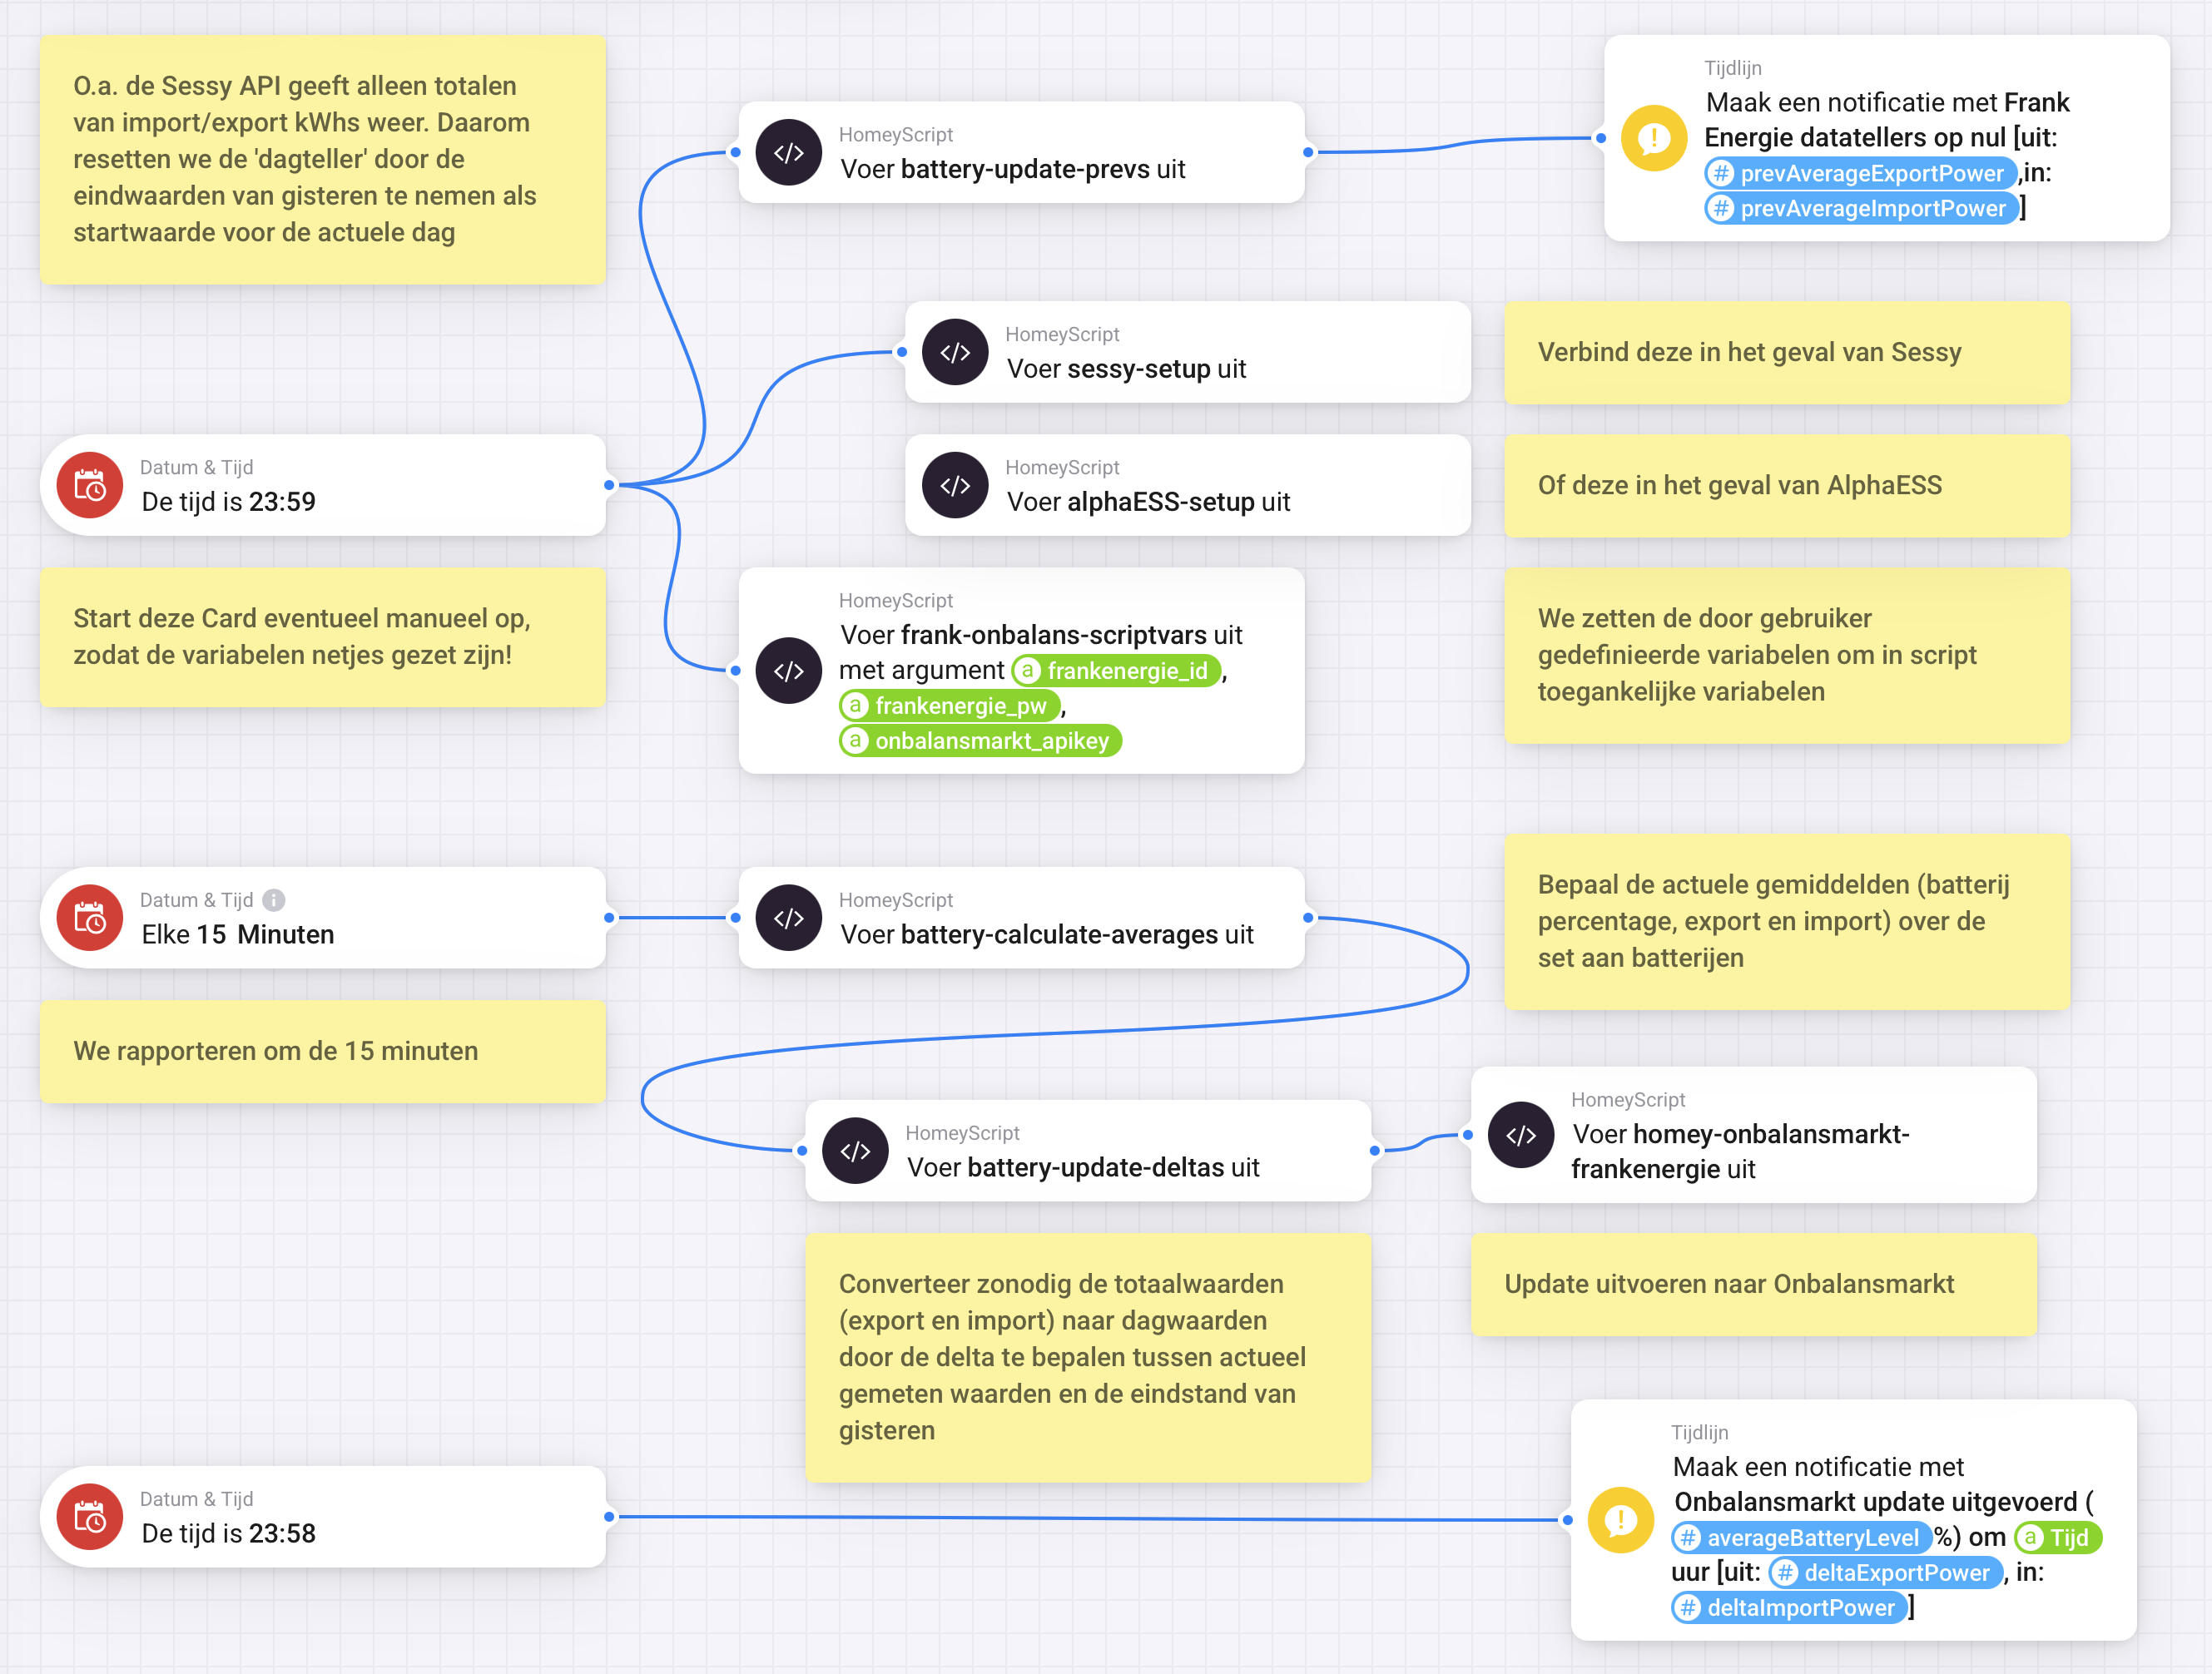 O.a. de Sessy API geeft alleen totalen
van import/export kWhs weer. Daarom
resetten we de 'dagteller' door de
eindwaarden van gisteren te nemen als
startwaarde voor de actuele dag
HomeyScript
Voer battery-update-prevs uit
Tijdlijn
Maak een notificatie met Frank
Energie datatellers op nul [uit:
# prevAverageExportPower ,in:
# prevAverageImportPower ]
HomeyScript
Voer sessy-setup uit
Verbind deze in het geval van Sessy
Datum & Tijd
De tijd is 23:59
HomeyScript
Voer alphaESS-setup uit
Of deze in het geval van AlphaESS
Start deze Card eventueel manueel op,
zodat de variabelen netjes gezet zijn!
HomeyScript
Voer frank-onbalans-scriptvars uit
met argument a frankenergie_id ,
a frankenergie_pw ,
a onbalansmarkt_apikey
We zetten de door gebruiker
gedefinieerde variabelen om in script
toegankelijke variabelen
Datum & Tijd i
Elke 15 Minuten
HomeyScript
Voer battery-calculate-averages uit
Bepaal de actuele gemiddelden (batterij
percentage, export en import) over de
set aan batterijen
We rapporteren om de 15 minuten
HomeyScript
Voer battery-update-deltas uit
HomeyScript
Voer homey-onbalansmarkt-
frankenergie uit
Converteer zonodig de totaalwaarden
(export en import) naar dagwaarden
door de delta te bepalen tussen actueel
gemeten waarden en de eindstand van
gisteren
Update uitvoeren naar Onbalansmarkt
Datum & Tijd
De tijd is 23:58
Tijdlijn
Maak een notificatie met
Onbalansmarkt update uitgevoerd (
# averageBatteryLevel %) om a Tijd
uur [uit: # deltaExportPower , in:
# deltaImportPower ]